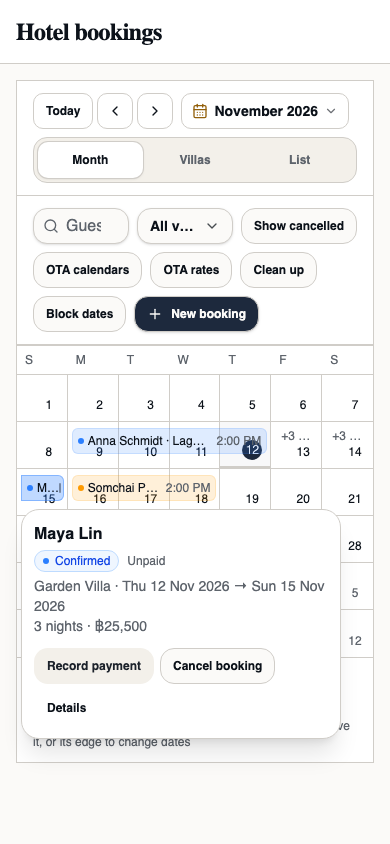 Hotel bookings
Today
November 2026
Month Villas List
Gues All v... Show cancelled
OTA calendars OTA rates Clean up
Block dates New booking
S M T W T F S
1 2 3 4 5 6 7
Anna Schmidt · Lag... 2:00 PM +3 ... +3 ...
8 9 10 11 12 13 14
M... Somchai P... 2:00 PM
15 16 17 18 19 20 21
Maya Lin
Confirmed Unpaid
28
Garden Villa · Thu 12 Nov 2026 → Sun 15 Nov
2026
5
3 nights · ฿25,500
12
Record payment Cancel booking
Details
ve
it, or its edge to change dates